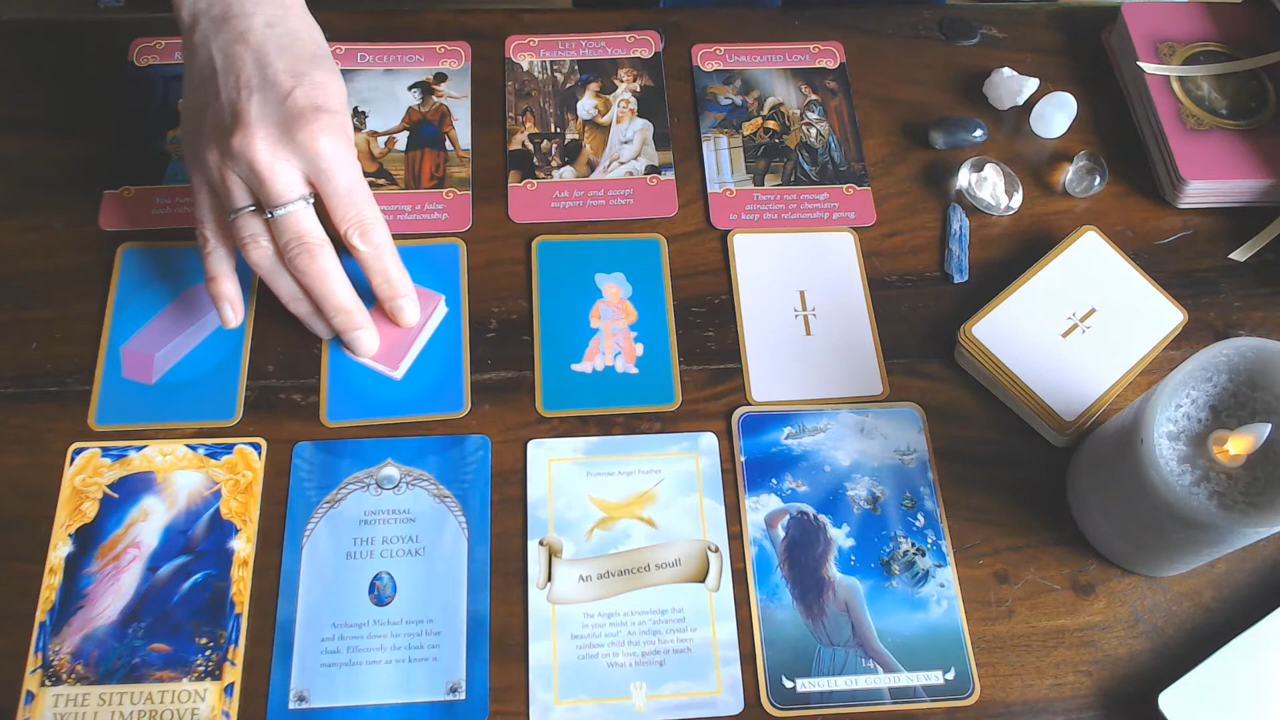 DECEPTION
wearing a false-
this relationship.
LET YOUR
FRIENDS HELP YOU
Ask for and accept
support from others
UNREQUITED LOVE
There's not enough
attraction or chemistry
to keep this relationship going.
THE SITUATION
WILL IMPROVE
UNIVERSAL
PROTECTION
THE ROYAL
BLUE CLOAK!
Archangel Michael steps in
and throws down his royal blue
cloak. Effectively the cloak can
manipulate time as we know it.
Primrose Angel Feather
An advanced soul!
The Angels acknowledge that
in your midst is an "advanced
beautiful soul". An indigo, crystal or
rainbow child that you have been
called on to love, guide or teach.
What a blessing!
14
ANGEL OF GOOD NEWS